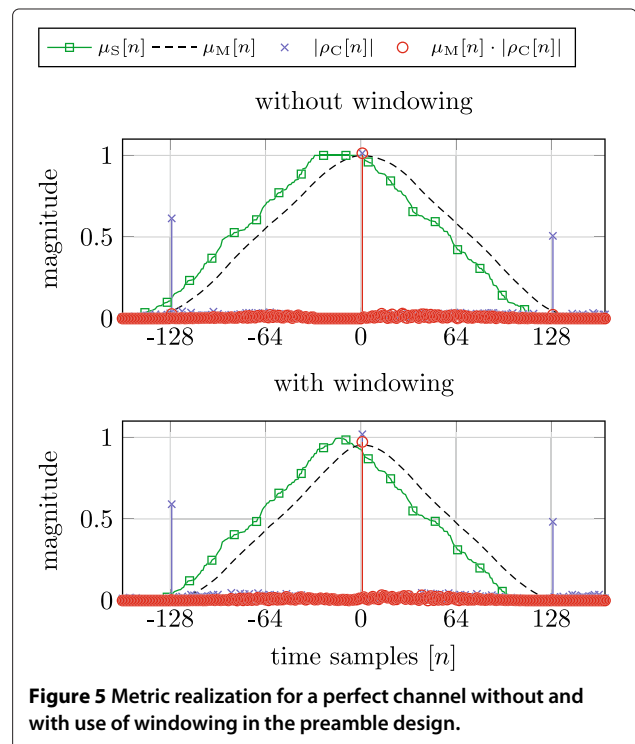 μS[n] μM[n] |ρC[n]| μM[n] · |ρC[n]|
without windowing
magnitude
1
0.5
0
-128 -64 0 64 128
with windowing
magnitude
1
0.5
0
-128 -64 0 64 128
time samples [n]
Figure 5 Metric realization for a perfect channel without and
with use of windowing in the preamble design.